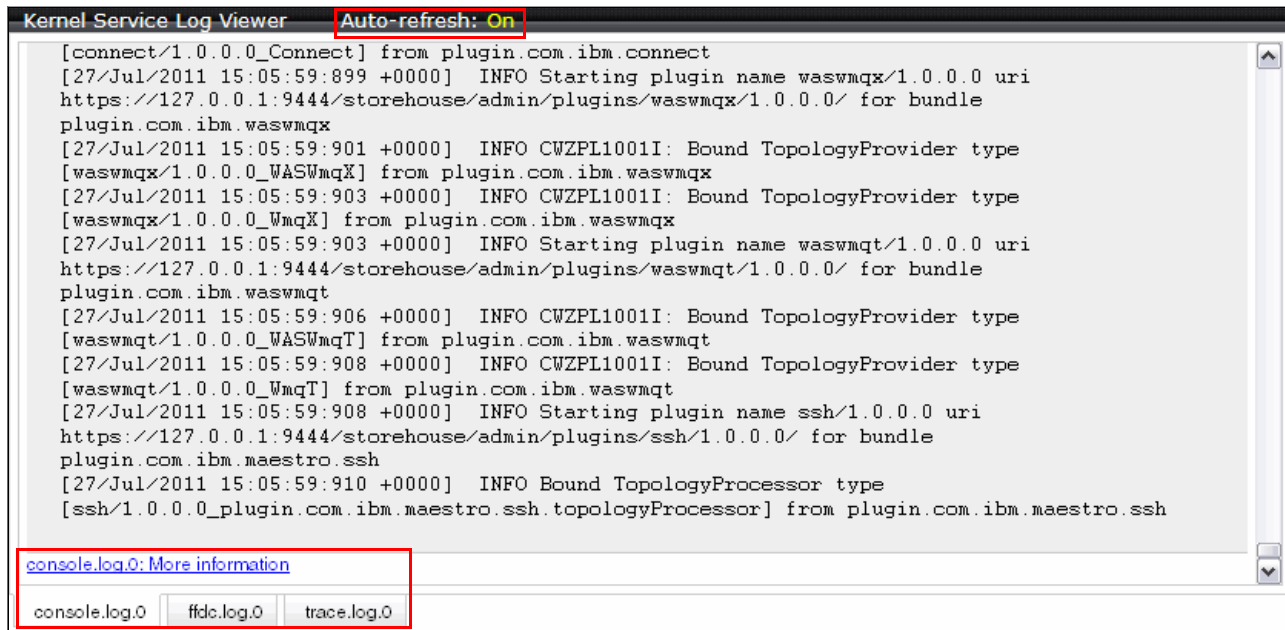 Kernel Service Log Viewer Auto-refresh: On
[connect/1.0.0.0_Connect] from plugin.com.ibm.connect
[27/Jul/2011 15:05:59:899 +0000]  INFO Starting plugin name waswmqx/1.0.0.0 uri
https://127.0.0.1:9444/storehouse/admin/plugins/waswmqx/1.0.0.0/ for bundle
plugin.com.ibm.waswmqx
[27/Jul/2011 15:05:59:901 +0000]  INFO CWZPL1001I: Bound TopologyProvider type
[waswmqx/1.0.0.0_WASWmqX] from plugin.com.ibm.waswmqx
[27/Jul/2011 15:05:59:903 +0000]  INFO CWZPL1001I: Bound TopologyProvider type
[waswmqx/1.0.0.0_WmqX] from plugin.com.ibm.waswmqx
[27/Jul/2011 15:05:59:903 +0000]  INFO Starting plugin name waswmqt/1.0.0.0 uri
https://127.0.0.1:9444/storehouse/admin/plugins/waswmqt/1.0.0.0/ for bundle
plugin.com.ibm.waswmqt
[27/Jul/2011 15:05:59:906 +0000]  INFO CWZPL1001I: Bound TopologyProvider type
[waswmqt/1.0.0.0_WASWmqT] from plugin.com.ibm.waswmqt
[27/Jul/2011 15:05:59:908 +0000]  INFO CWZPL1001I: Bound TopologyProvider type
[waswmqt/1.0.0.0_WmqT] from plugin.com.ibm.waswmqt
[27/Jul/2011 15:05:59:908 +0000]  INFO Starting plugin name ssh/1.0.0.0 uri
https://127.0.0.1:9444/storehouse/admin/plugins/ssh/1.0.0.0/ for bundle
plugin.com.ibm.maestro.ssh
[27/Jul/2011 15:05:59:910 +0000]  INFO Bound TopologyProcessor type
[ssh/1.0.0.0_plugin.com.ibm.maestro.ssh.topologyProcessor] from plugin.com.ibm.maestro.ssh
console.log.0: More information
console.log.0 ffdc.log.0 trace.log.0